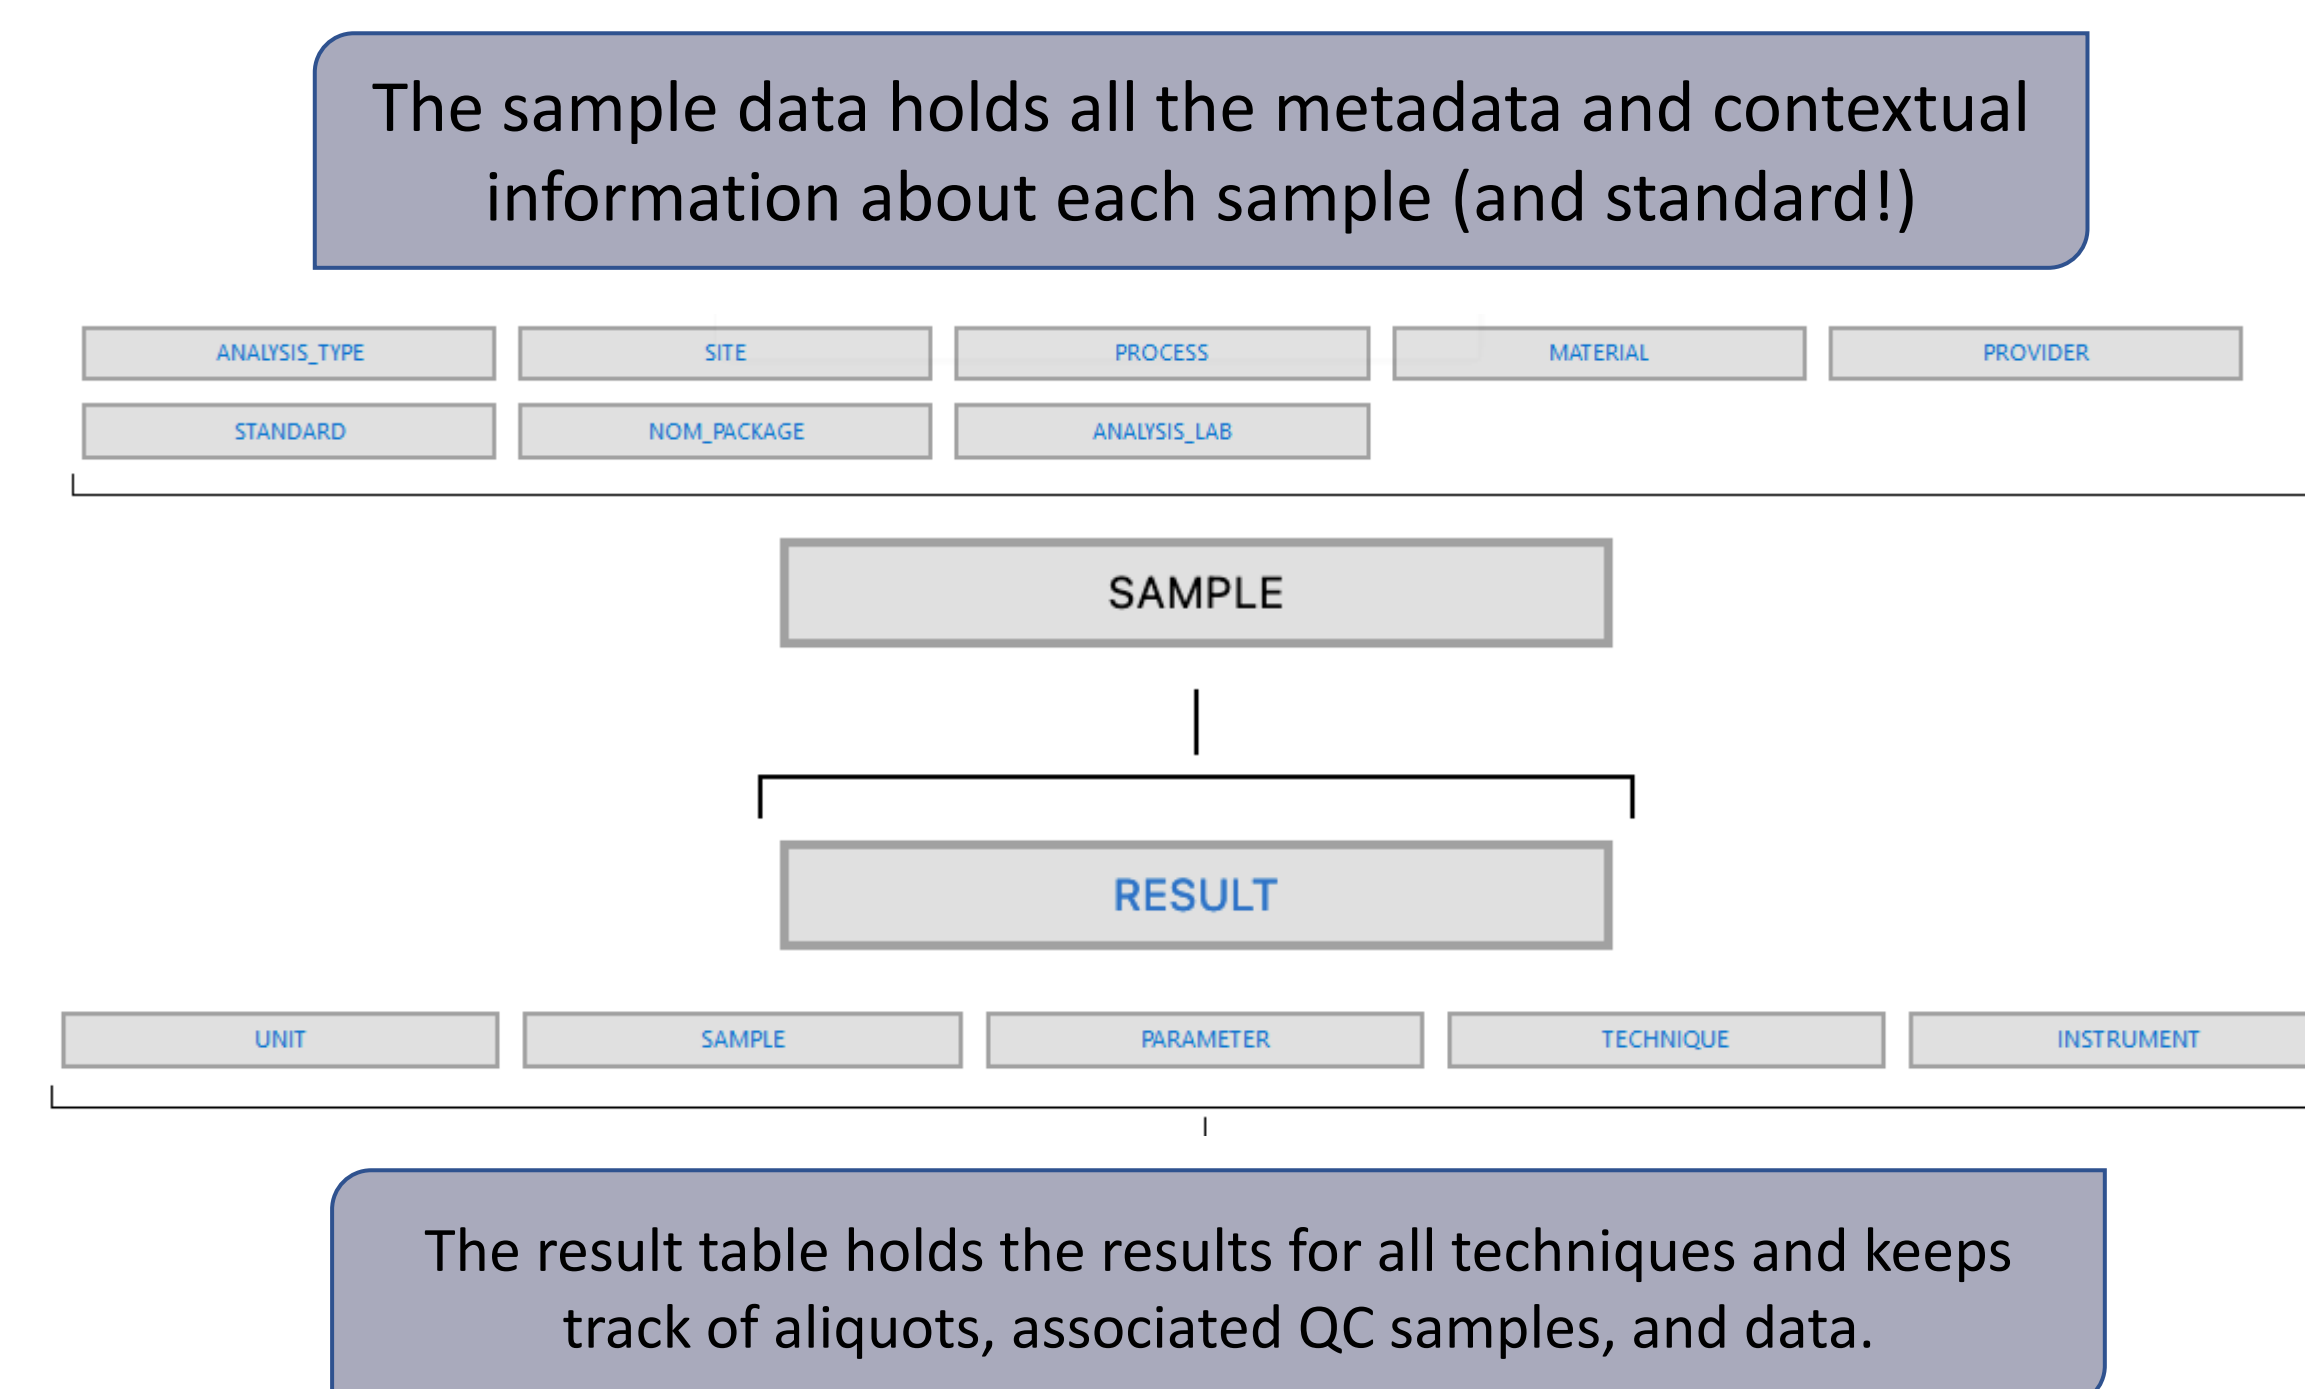 The sample data holds all the metadata and contextual
information about each sample (and standard!)
ANALYSIS_TYPE SITE PROCESS MATERIAL PROVIDER
STANDARD NOM_PACKAGE ANALYSIS_LAB
SAMPLE
RESULT
UNIT SAMPLE PARAMETER TECHNIQUE INSTRUMENT
The result table holds the results for all techniques and keeps
track of aliquots, associated QC samples, and data.